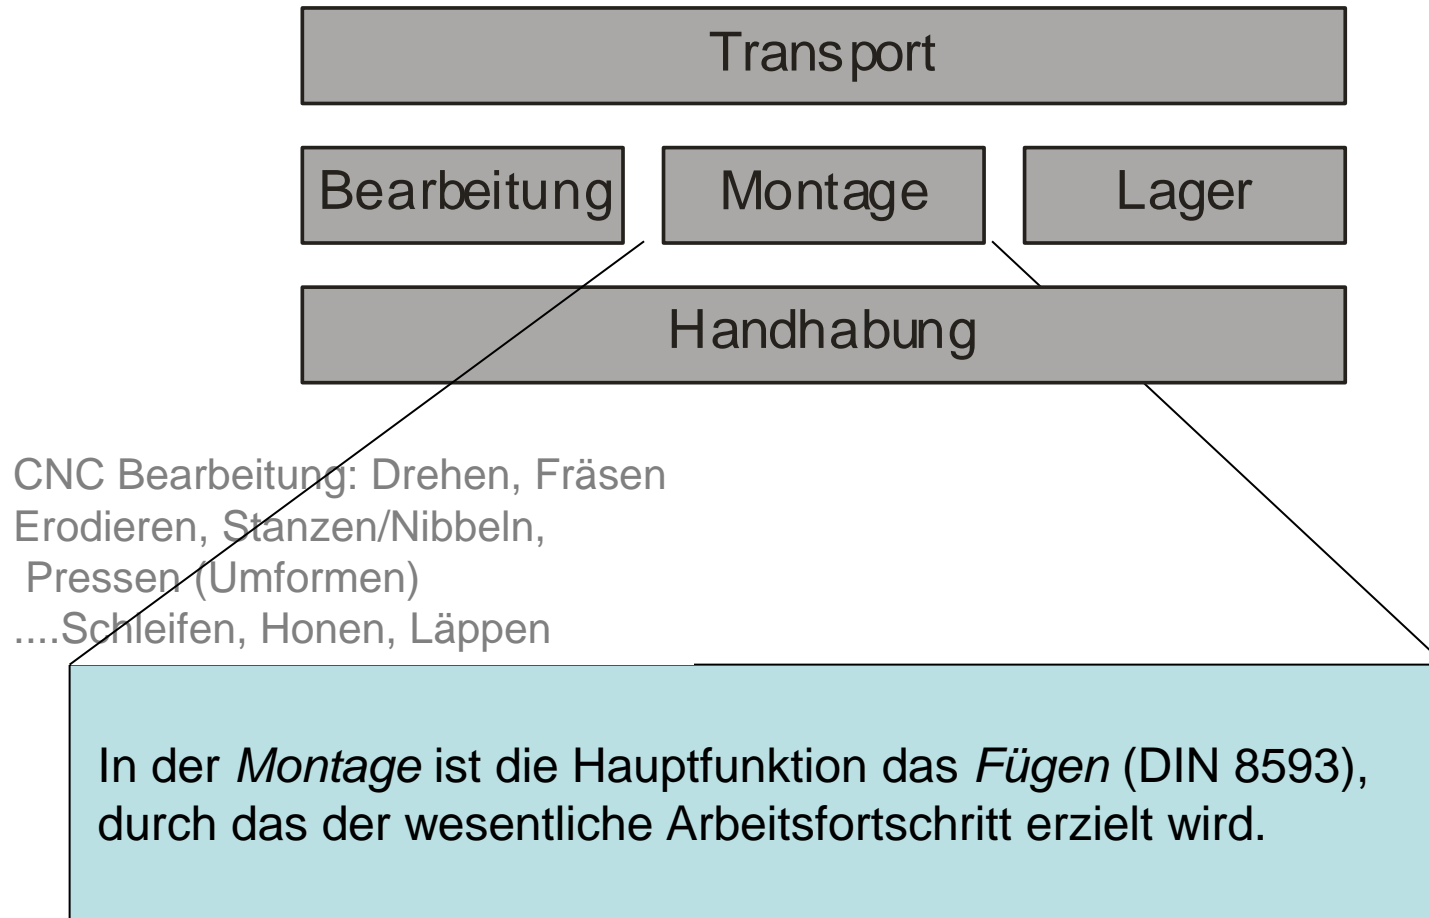 Transport
Bearbeitung Montage Lager
Handhabung
CNC Bearbeitung: Drehen, Fräsen
Erodieren, Stanzen/Nibbeln,
Pressen (Umformen)
....Schleifen, Honen, Läppen
In der Montage ist die Hauptfunktion das Fügen (DIN 8593),
durch das der wesentliche Arbeitsfortschritt erzielt wird.